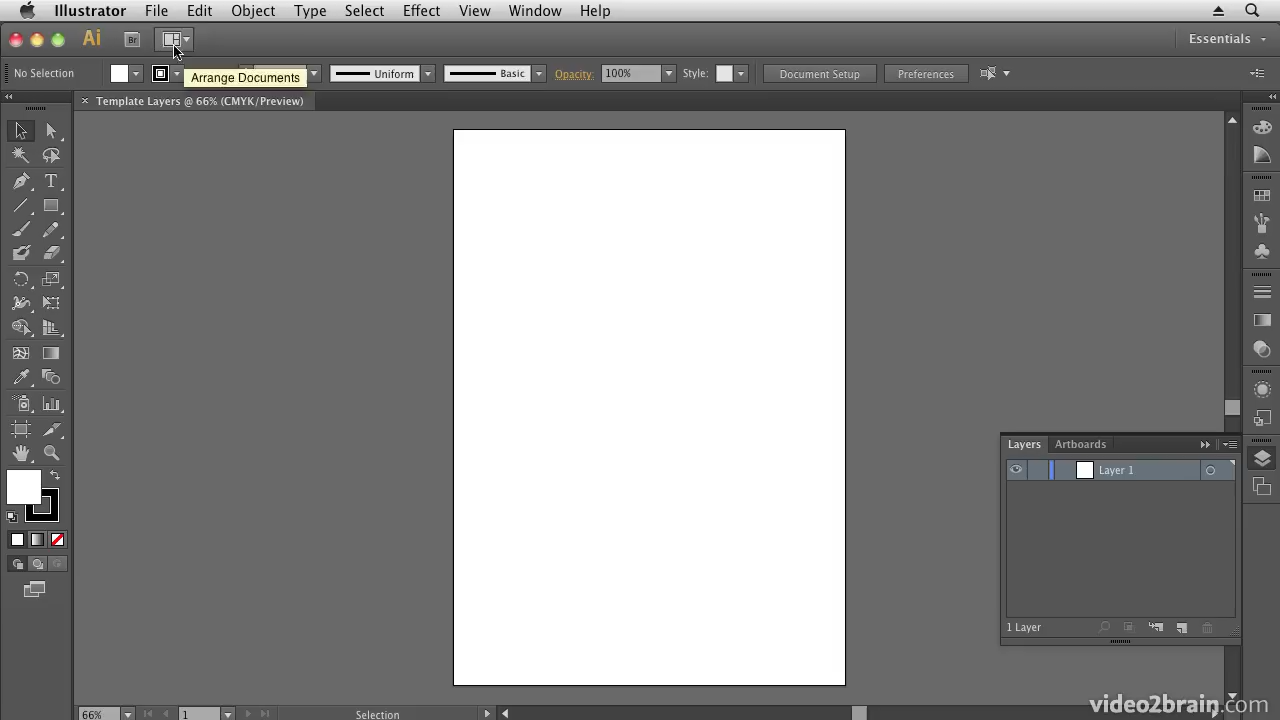 Illustrator File Edit Object Type Select Effect View Window Help
Ai Br Essentials
No Selection Uniform Basic Opacity: 100% Style: Document Setup Preferences
Arrange Documents
× Template Layers @ 66% (CMYK/Preview)
T
Layers Artboards
Layer 1
1 Layer
66% 1 Selection
video2brain.com